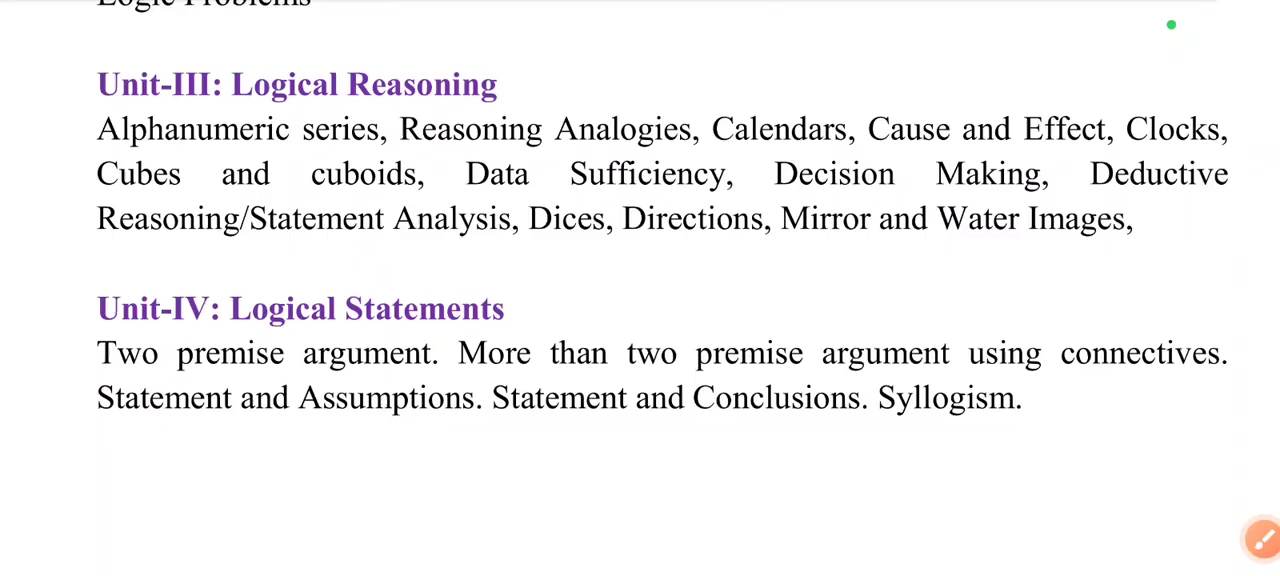 Logic Problems
Unit-III: Logical Reasoning
Alphanumeric series, Reasoning Analogies, Calendars, Cause and Effect, Clocks,
Cubes and cuboids, Data Sufficiency, Decision Making, Deductive
Reasoning/Statement Analysis, Dices, Directions, Mirror and Water Images,
Unit-IV: Logical Statements
Two premise argument. More than two premise argument using connectives.
Statement and Assumptions. Statement and Conclusions. Syllogism.